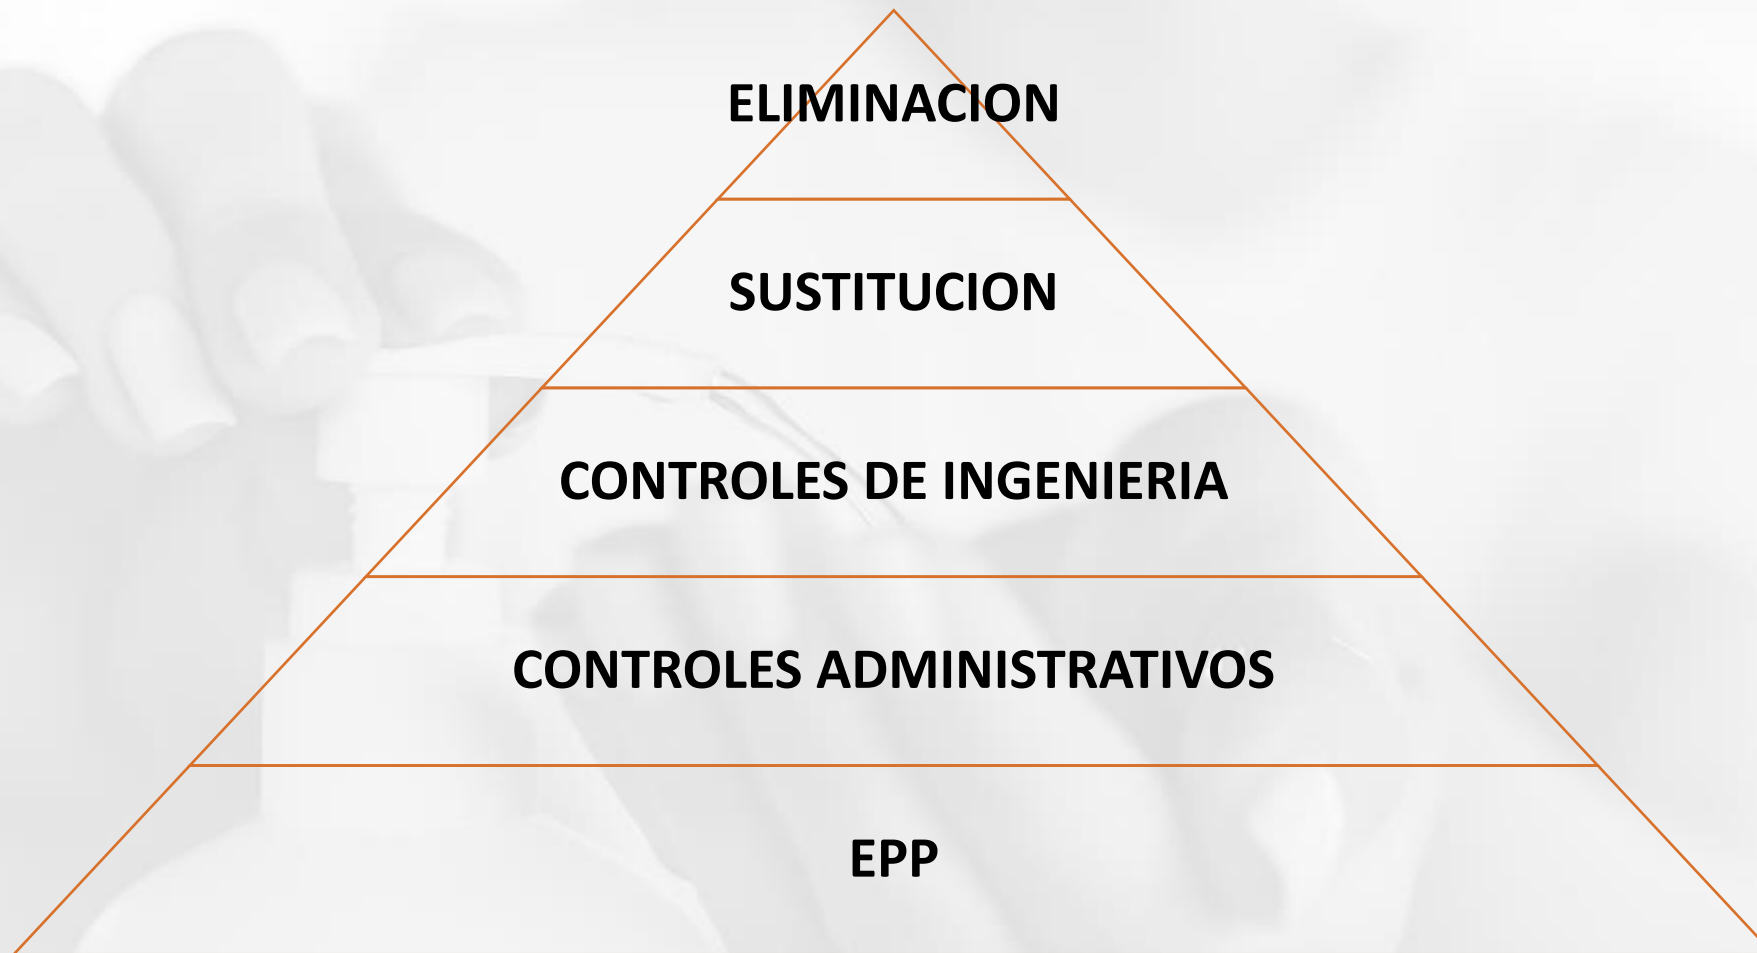 ELIMINACION
SUSTITUCION
CONTROLES DE INGENIERIA
CONTROLES ADMINISTRATIVOS
EPP